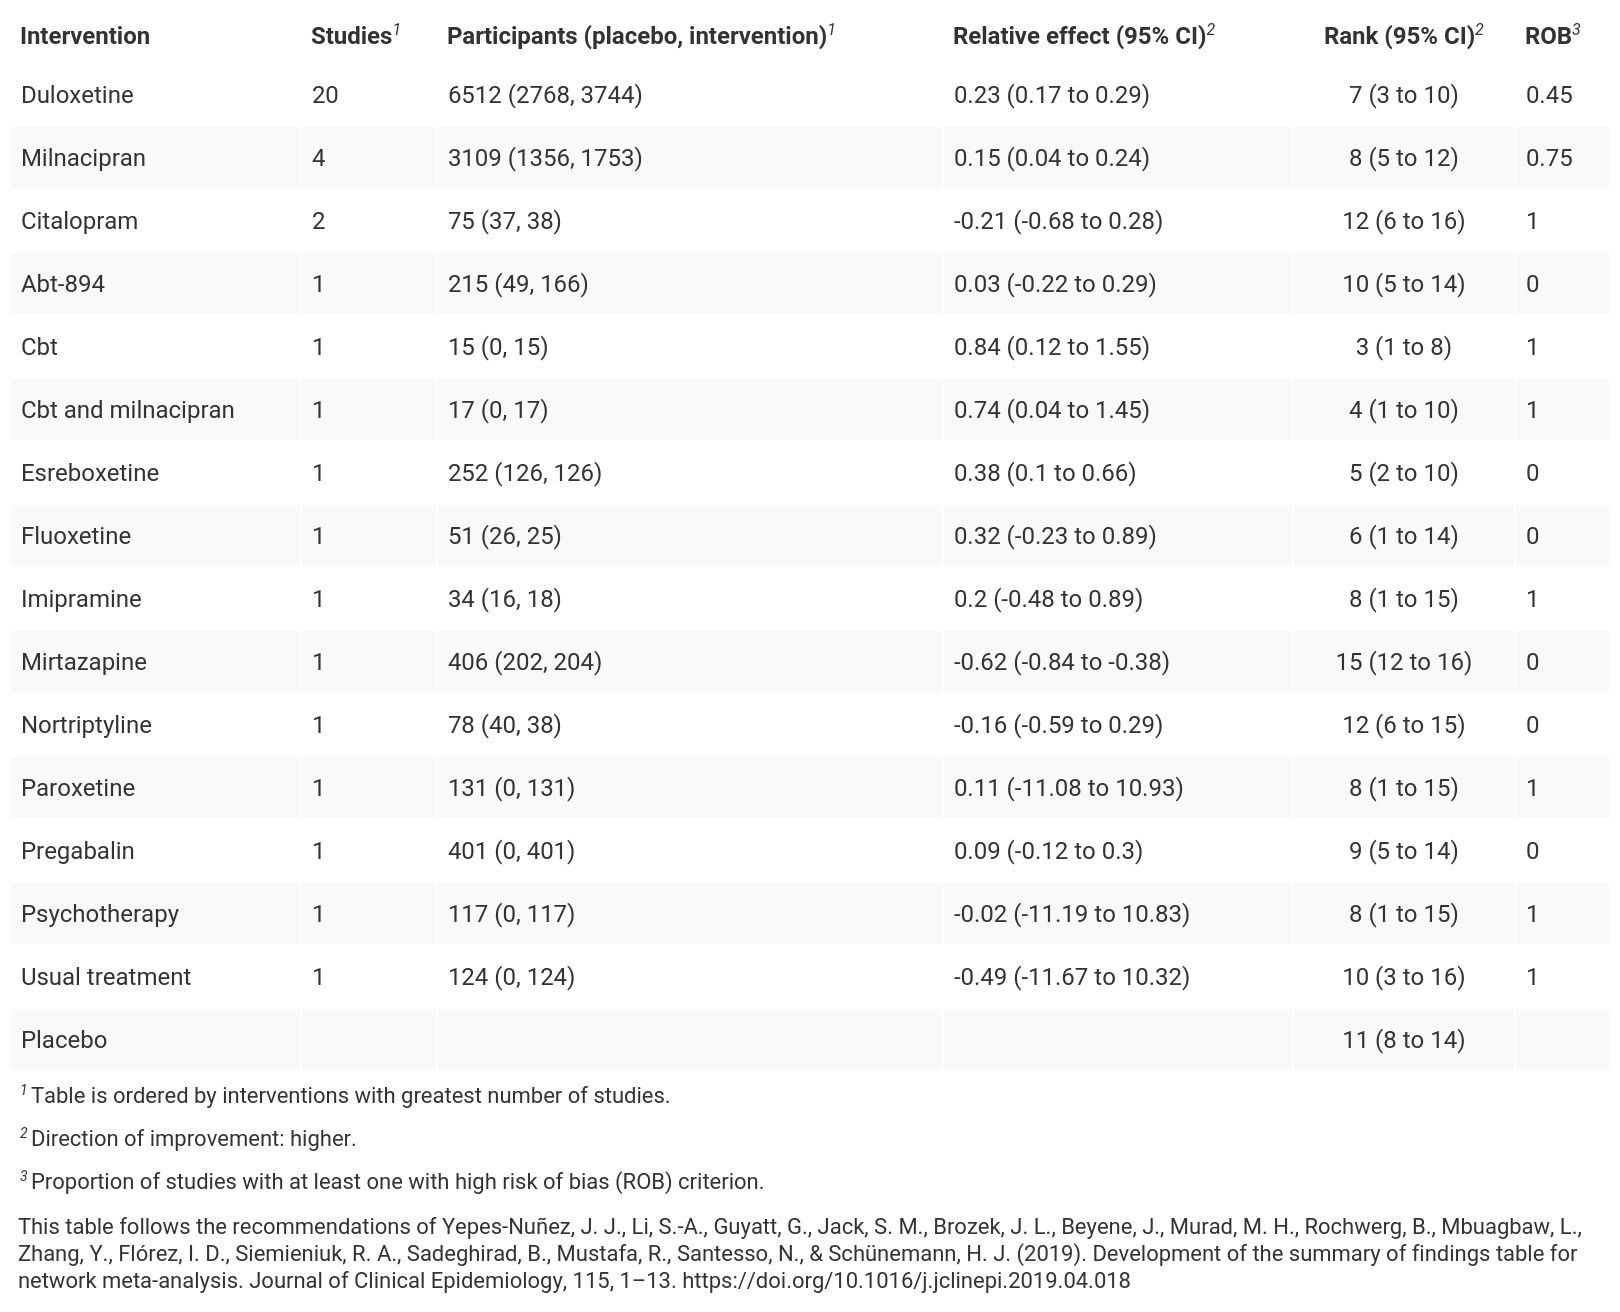 Intervention Studies1 Participants (placebo, intervention)1 Relative effect (95% CI)2 Rank (95% CI)2 ROB3
Duloxetine 20 6512 (2768, 3744) 0.23 (0.17 to 0.29) 7 (3 to 10) 0.45
Milnacipran 4 3109 (1356, 1753) 0.15 (0.04 to 0.24) 8 (5 to 12) 0.75
Citalopram 2 75 (37, 38) -0.21 (-0.68 to 0.28) 12 (6 to 16) 1
Abt-894 1 215 (49, 166) 0.03 (-0.22 to 0.29) 10 (5 to 14) 0
Cbt 1 15 (0, 15) 0.84 (0.12 to 1.55) 3 (1 to 8) 1
Cbt and milnacipran 1 17 (0, 17) 0.74 (0.04 to 1.45) 4 (1 to 10) 1
Esreboxetine 1 252 (126, 126) 0.38 (0.1 to 0.66) 5 (2 to 10) 0
Fluoxetine 1 51 (26, 25) 0.32 (-0.23 to 0.89) 6 (1 to 14) 0
Imipramine 1 34 (16, 18) 0.2 (-0.48 to 0.89) 8 (1 to 15) 1
Mirtazapine 1 406 (202, 204) -0.62 (-0.84 to -0.38) 15 (12 to 16) 0
Nortriptyline 1 78 (40, 38) -0.16 (-0.59 to 0.29) 12 (6 to 15) 0
Paroxetine 1 131 (0, 131) 0.11 (-11.08 to 10.93) 8 (1 to 15) 1
Pregabalin 1 401 (0, 401) 0.09 (-0.12 to 0.3) 9 (5 to 14) 0
Psychotherapy 1 117 (0, 117) -0.02 (-11.19 to 10.83) 8 (1 to 15) 1
Usual treatment 1 124 (0, 124) -0.49 (-11.67 to 10.32) 10 (3 to 16) 1
Placebo 11 (8 to 14)
1 Table is ordered by interventions with greatest number of studies.
2 Direction of improvement: higher.
3 Proportion of studies with at least one with high risk of bias (ROB) criterion.
This table follows the recommendations of Yepes-Nuñez, J. J., Li, S.-A., Guyatt, G., Jack, S. M., Brozek, J. L., Beyene, J., Murad, M. H., Rochwerg, B., Mbuagbaw, L.,
Zhang, Y., Flórez, I. D., Siemieniuk, R. A., Sadeghirad, B., Mustafa, R., Santesso, N., & Schünemann, H. J. (2019). Development of the summary of findings table for
network meta-analysis. Journal of Clinical Epidemiology, 115, 1–13. https://doi.org/10.1016/j.jclinepi.2019.04.018